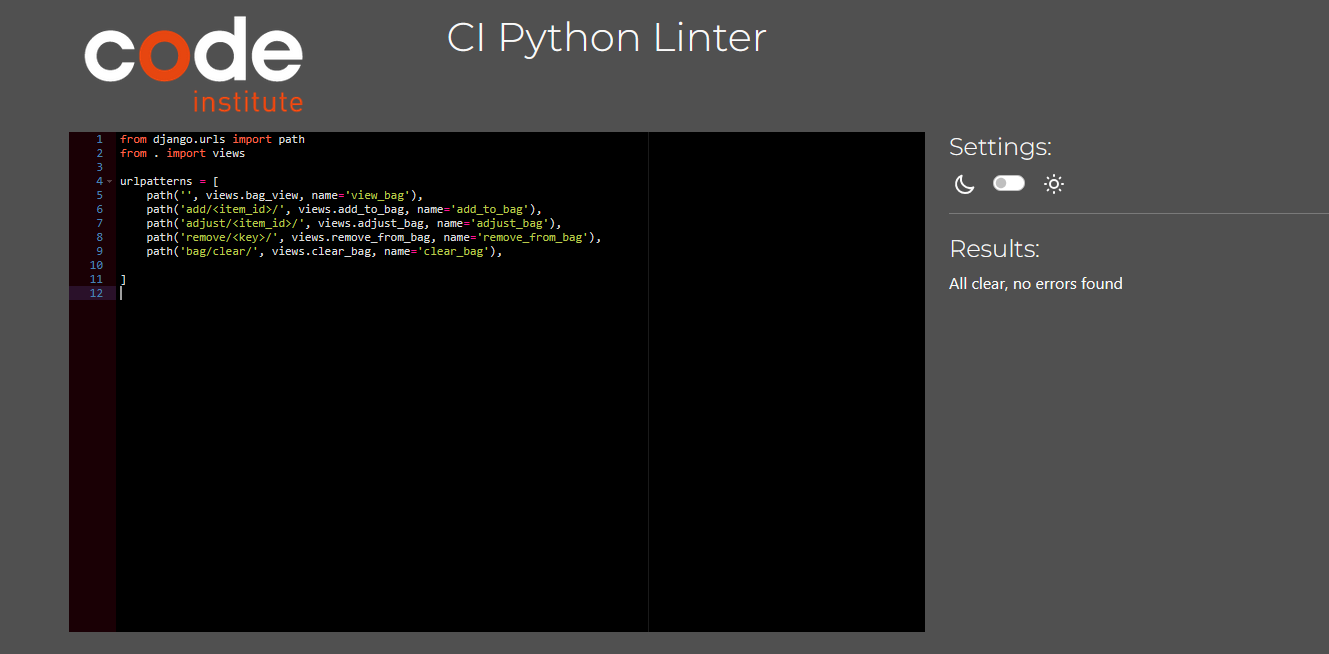 code
institute
CI Python Linter
1 from django.urls import path
2 from . import views
3
4 urlpatterns = [
5     path('', views.bag_view, name='view_bag'),
6     path('add/<item_id>/', views.add_to_bag, name='add_to_bag'),
7     path('adjust/<item_id>/', views.adjust_bag, name='adjust_bag'),
8     path('remove/<key>/', views.remove_from_bag, name='remove_from_bag'),
9     path('bag/clear/', views.clear_bag, name='clear_bag'),
10
11 ]
12
Settings:
Results:
All clear, no errors found